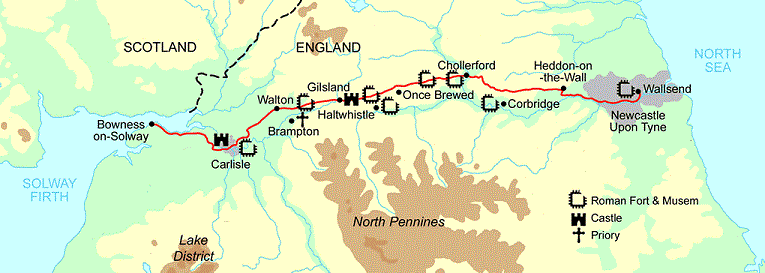 SCOTLAND
ENGLAND
NORTH
SEA
Chollerford
Heddon-on
-the-Wall
Gilsland
Once Brewed
Wallsend
Walton
Haltwhistle
Corbridge
Bowness
on-Solway
Brampton
Newcastle
Upon Tyne
Carlisle
SOLWAY
FIRTH
Roman Fort & Musem
North Pennines
Castle
Lake
District
Priory